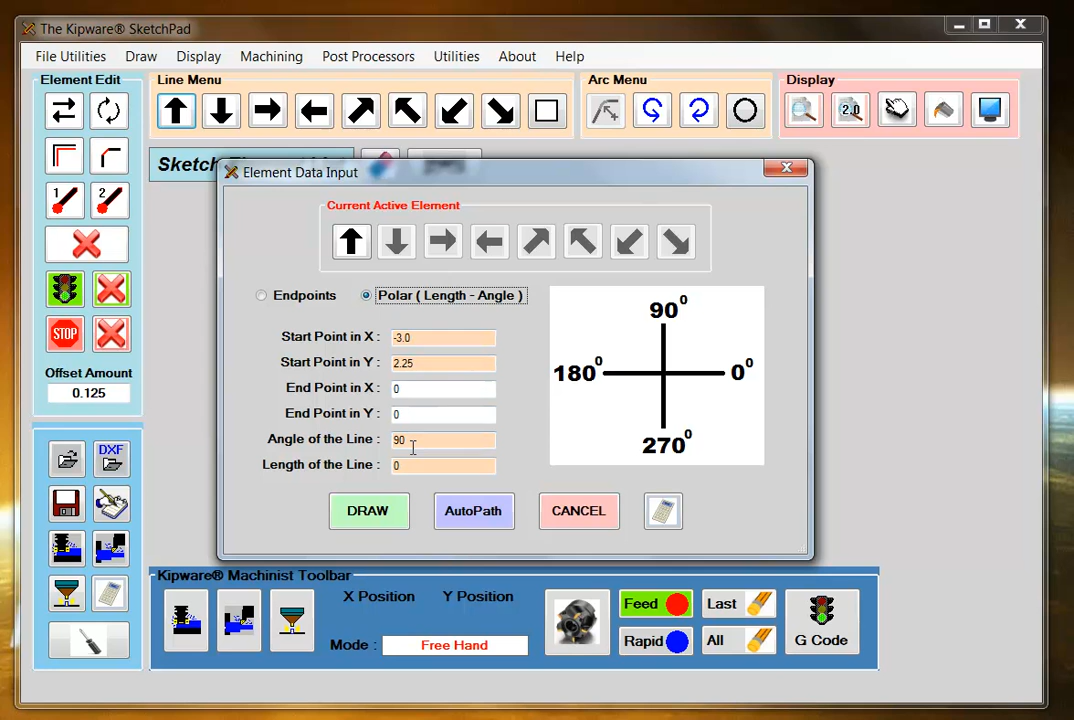 The Kipware® SketchPad
File Utilities Draw Display Machining Post Processors Utilities About Help
Element Edit
Line Menu
Arc Menu
Display
2.0
1
2
STOP
Offset Amount
0.125
DXF
Element Data Input
Current Active Element
Endpoints
Polar ( Length - Angle )
Start Point in X : -3.0
Start Point in Y : 2.25
End Point in X : 0
End Point in Y : 0
Angle of the Line : 90
Length of the Line : 0
90⁰
180⁰
0⁰
270⁰
DRAW
AutoPath
CANCEL
Kipware® Machinist Toolbar
X Position
Y Position
Mode : Free Hand
Feed
Rapid
Last
All
G Code